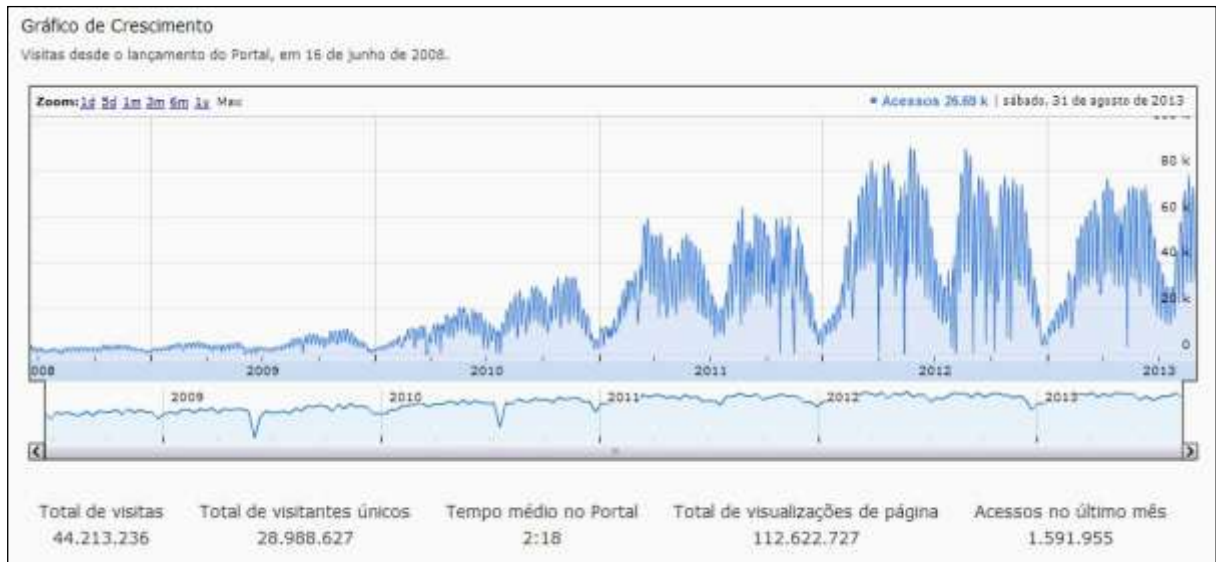 Gráfico de Crescimento
Visitas desde o lançamento do Portal, em 16 de junho de 2008.
Zoom: 1d 5d 1m 3m 6m 1y Max
Acessos 26.69 k | sábado, 31 de agosto de 2013
80 k
60 k
40 k
20 k
0
008 2009 2010 2011 2012 2013
2009 2010 2011 2012 2013
Total de visitas Total de visitantes únicos Tempo médio no Portal Total de visualizações de página Acessos no último mês
44.213.236 28.988.627 2:18 112.622.727 1.591.955